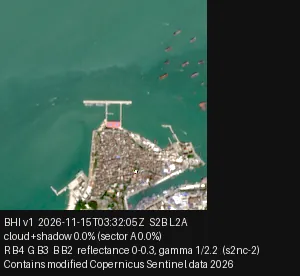 BHI v1 2026-11-15T03:32:05Z S2B L2A
cloud+shadow 0.0% (sector A 0.0%)
R B4 G B3 B B2 reflectance 0-0.3, gamma 1/2.2 (s2nc-2)
Contains modified Copernicus Sentinel data 2026